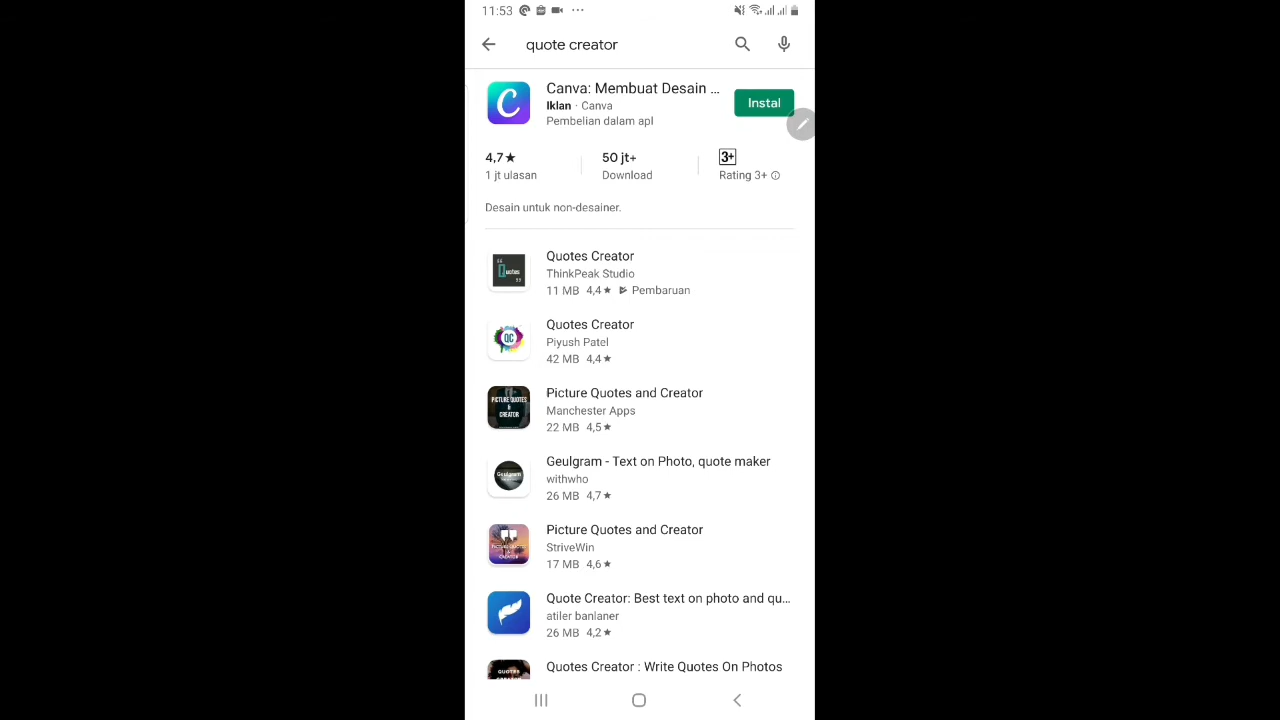 11:53
quote creator
Canva: Membuat Desain ...
Iklan · Canva
Pembelian dalam apl
Instal
4,7★
1 jt ulasan
50 jt+
Download
3+
Rating 3+
Desain untuk non-desainer.
Quotes Creator
ThinkPeak Studio
11 MB 4,4★ Pembaruan
QC
Quotes Creator
Piyush Patel
42 MB 4,4★
PICTURE QUOTES
&
CREATOR
Picture Quotes and Creator
Manchester Apps
22 MB 4,5★
Geulgram
Geulgram - Text on Photo, quote maker
withwho
26 MB 4,7★
Picture Quotes and Creator
StriveWin
17 MB 4,6★
Quote Creator: Best text on photo and qu...
atiler banlaner
26 MB 4,2★
Quotes Creator : Write Quotes On Photos